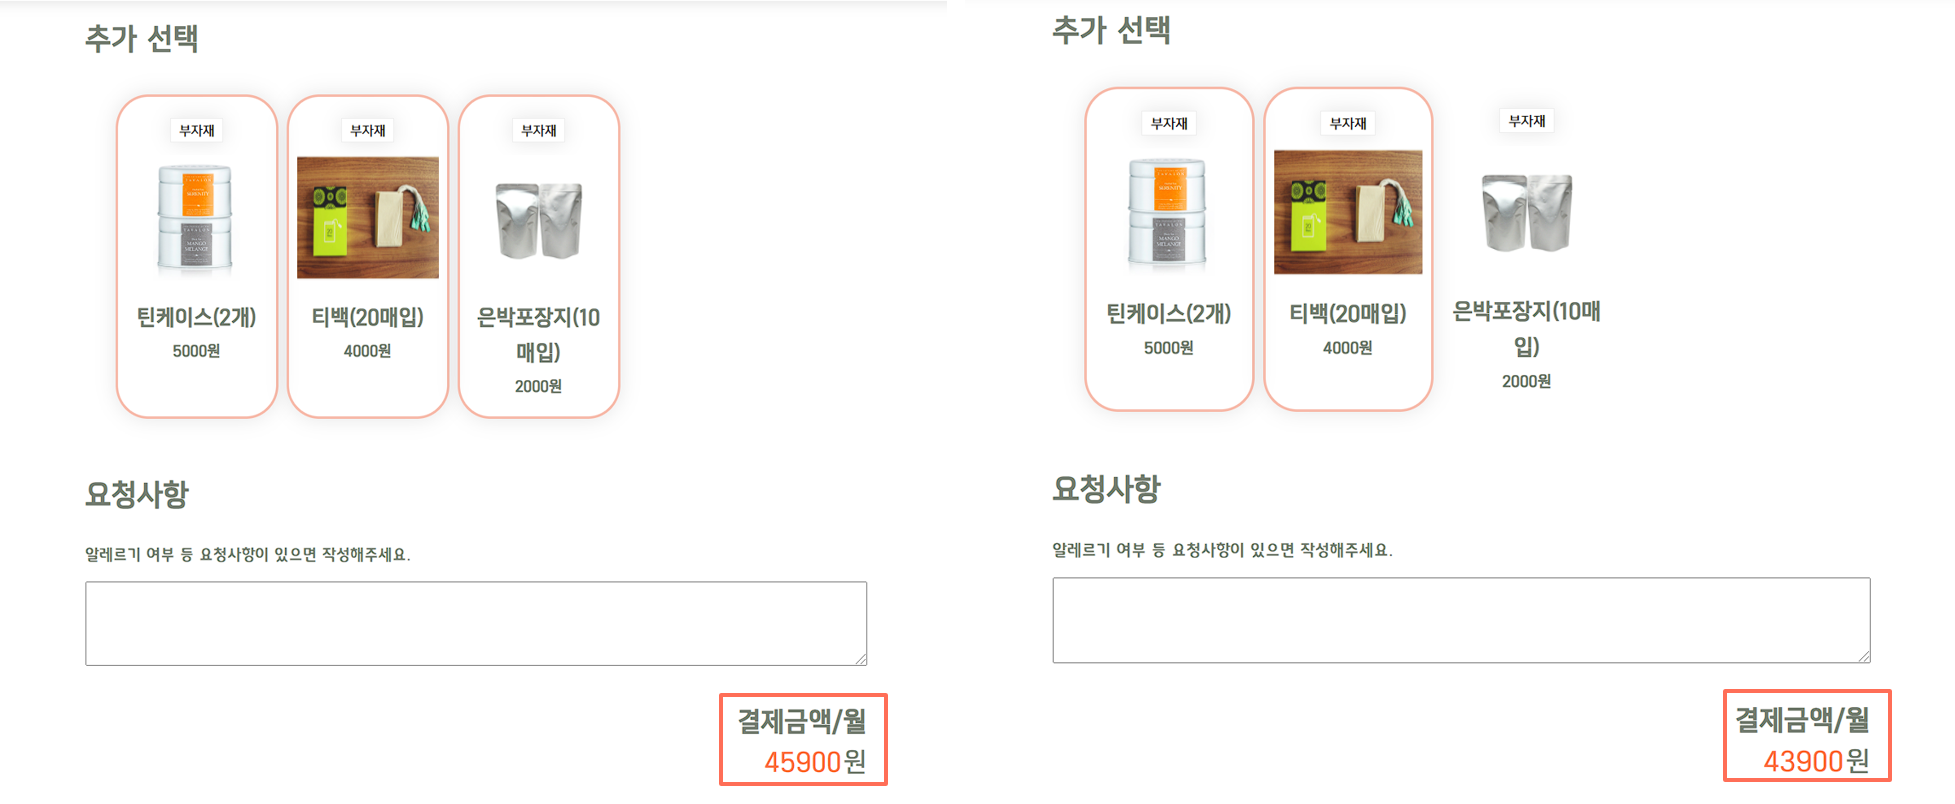 추가 선택
부자재
부자재
부자재
SERENITY
MANGO
MELANGE
틴케이스(2개)
5000원
티백(20매입)
4000원
은박포장지(10
매입)
2000원
요청사항
알레르기 여부 등 요청사항이 있으면 작성해주세요.
결제금액/월
45900원
추가 선택
부자재
부자재
부자재
SERENITY
MANGO
MELANGE
틴케이스(2개)
5000원
티백(20매입)
4000원
은박포장지(10매
입)
2000원
요청사항
알레르기 여부 등 요청사항이 있으면 작성해주세요.
결제금액/월
43900원